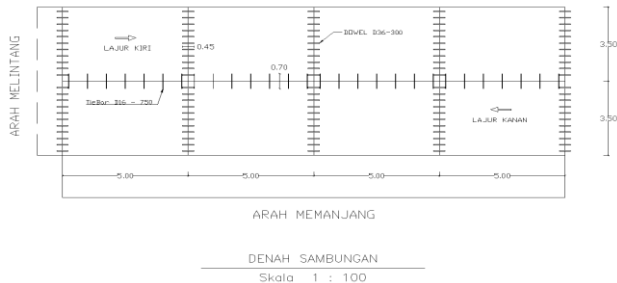 LAJUR KIRI
0.45
DOWEL D36-300
0.70
3.50
ARAH MELINTANG
TieBar D16 - 750
LAJUR KANAN
3.50
5.00
5.00
5.00
5.00
ARAH MEMANJANG
DENAH SAMBUNGAN
Skala 1 : 100